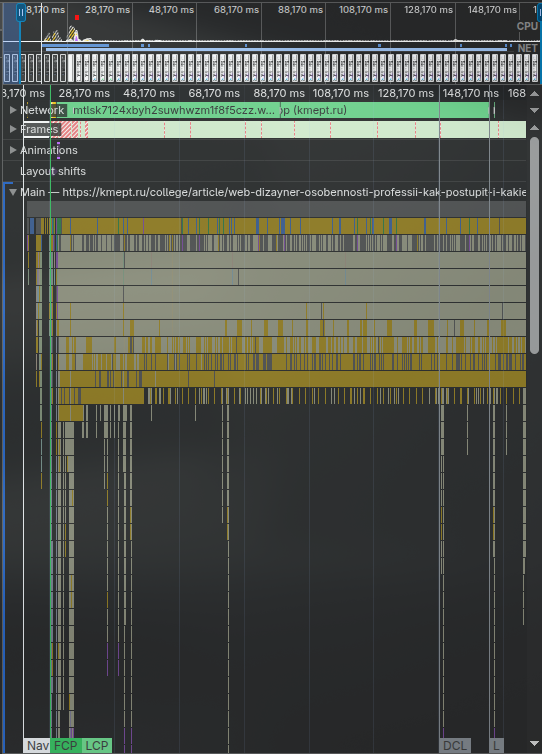 8,170 ms 28,170 ms 48,170 ms 68,170 ms 88,170 ms 108,170 ms 128,170 ms 148,170 ms 1
CPU
NET
8,170 ms 28,170 ms 48,170 ms 68,170 ms 88,170 ms 108,170 ms 128,170 ms 148,170 ms 168
Network mtlsk7124xbyh2suwhwzm1f8f5czz.w... p (kmept.ru)
Frames
Animations
Layout shifts
Main — https://kmept.ru/college/article/web-dizayner-osobennosti-professii-kak-postupit-i-kakie
Nav FCP LCP DCL L